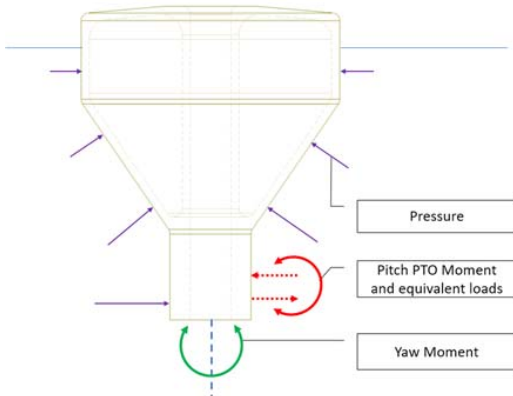 Pressure
Pitch PTO Moment
and equivalent loads
Yaw Moment